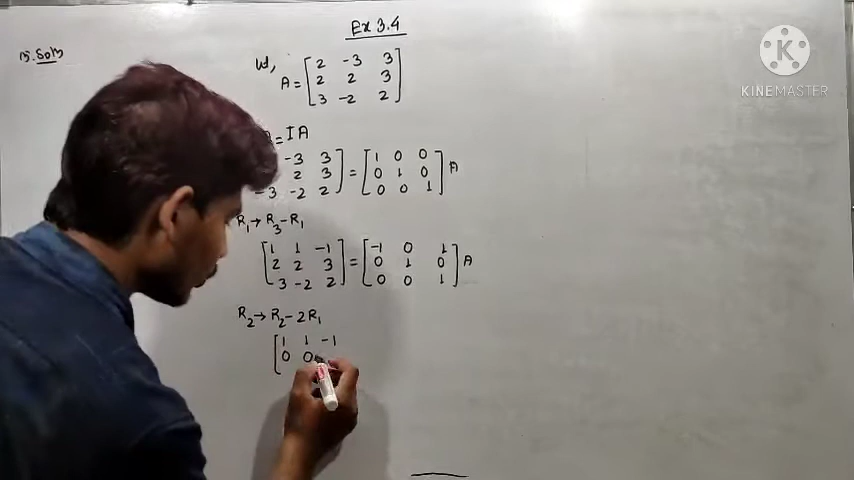 Ex 3.4
15. Soln
let,
A = [ 2 -3 3
2 2 3
3 -2 2 ]
= IA
-3 3
2 3
-3 -2 2 ] = [ 1 0 0
0 1 0
0 0 1 ] A
R1 → R3 - R1
[ 1 1 -1
2 2 3
3 -2 2 ] = [ -1 0 1
0 1 0
0 0 1 ] A
R2 → R2 - 2R1
[ 1 1 -1
0 0
KINEMASTER